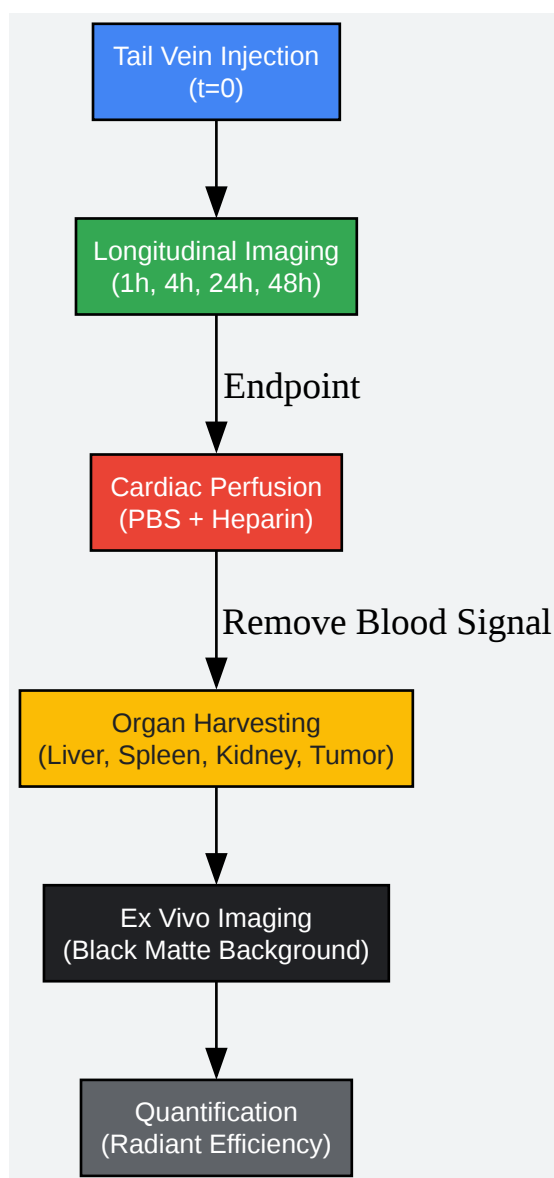 Tail Vein Injection
(t=0)
Longitudinal Imaging
(1h, 4h, 24h, 48h)
Endpoint
Cardiac Perfusion
(PBS + Heparin)
Remove Blood Signal
Organ Harvesting
(Liver, Spleen, Kidney, Tumor)
Ex Vivo Imaging
(Black Matte Background)
Quantification
(Radiant Efficiency)